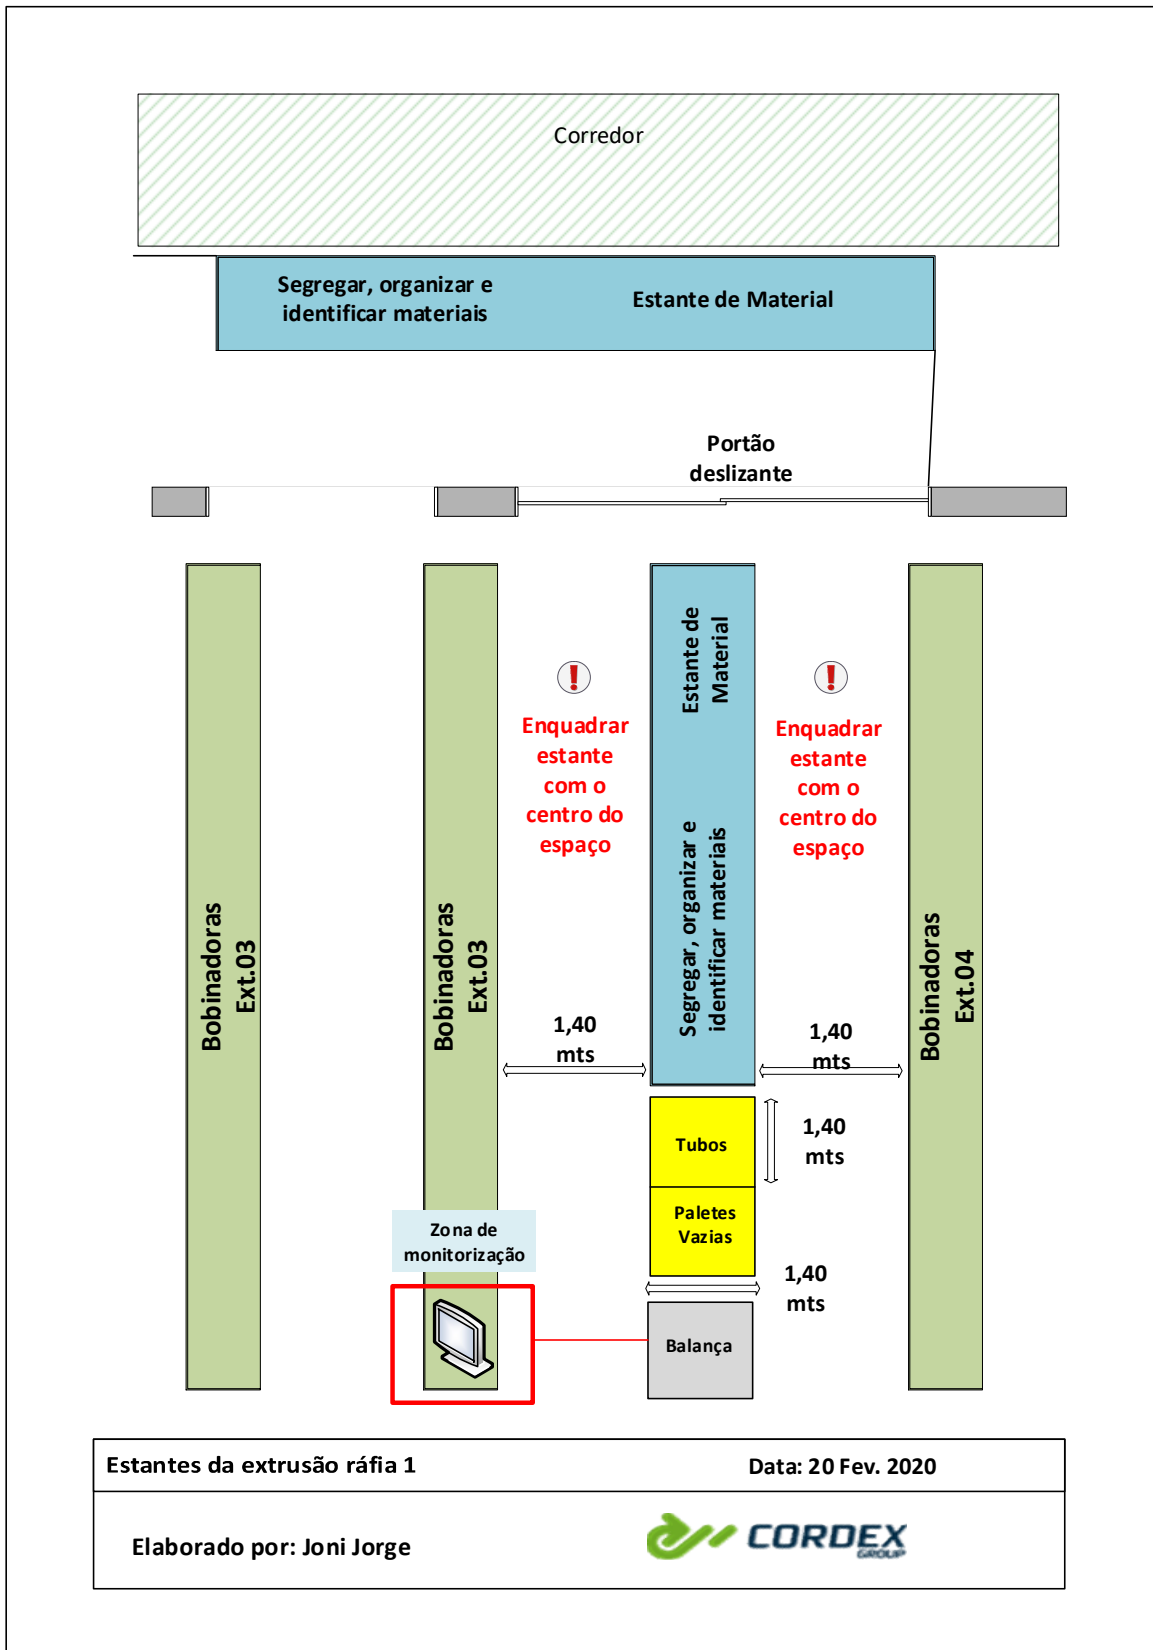 Corredor
Segregar, organizar e
identificar materiais
Estante de Material
Portão
deslizante
Estante de
Material
Enquadrar
estante
com o
centro do
espaço
Enquadrar
estante
com o
centro do
espaço
Segregar, organizar e
identificar materiais
Bobinadoras
Ext.03
Bobinadoras
Ext.03
Bobinadoras
Ext.04
1,40
mts
1,40
mts
Tubos
1,40
mts
Paletes
Vazias
Zona de
monitorização
1,40
mts
Balança
Estantes da extrusão ráfia 1
Data: 20 Fev. 2020
Elaborado por: Joni Jorge
CORDEX
GROUP